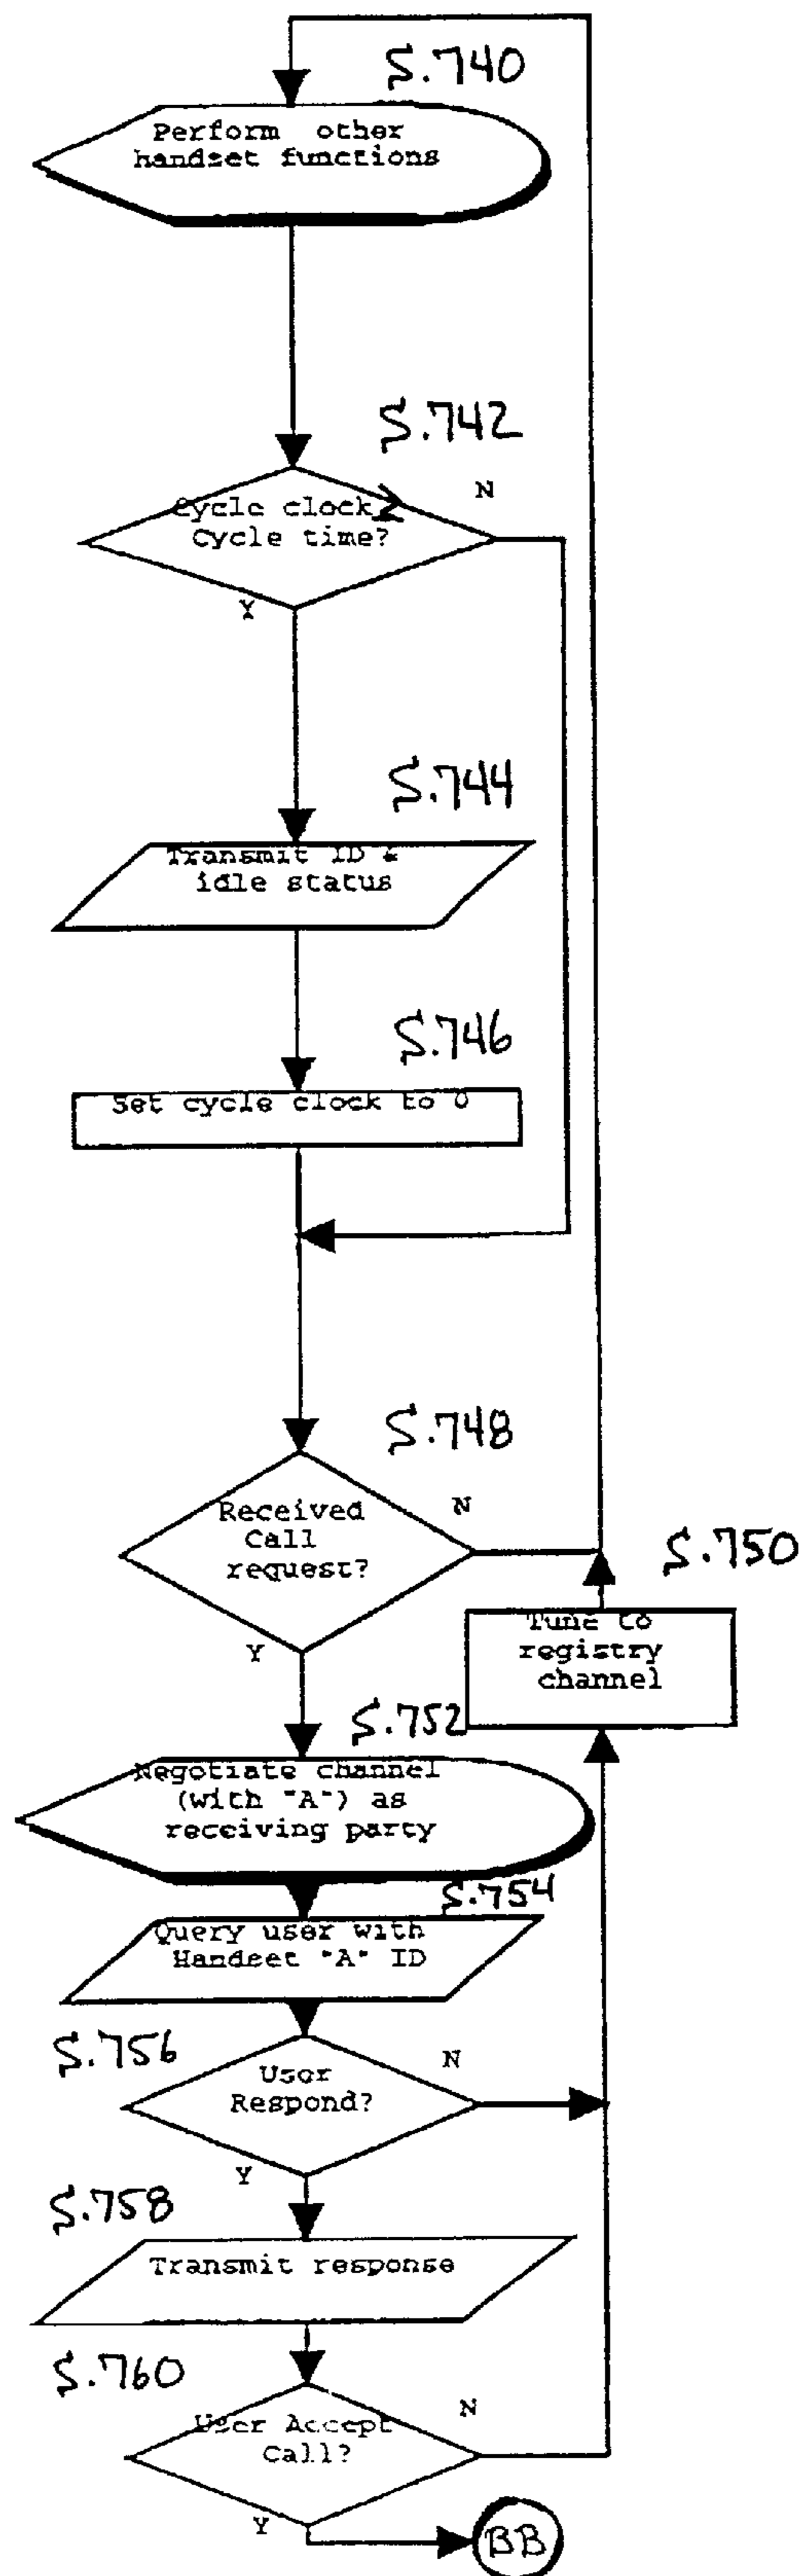 S.740
Perform other
handset functions
S.742
Cycle clock ≥
Cycle time?
N
Y
S.744
Transmit ID &
idle status
S.746
Set cycle clock to 0
S.748
Received
Call
request?
N
Y
S.750
Tune to
registry
channel
S.752
Negotiate channel
(with "A") as
receiving party
S.754
Query user with
Handset "A" ID
S.756
User
Respond?
N
Y
S.758
Transmit response
S.760
User Accept
Call?
N
Y
BB